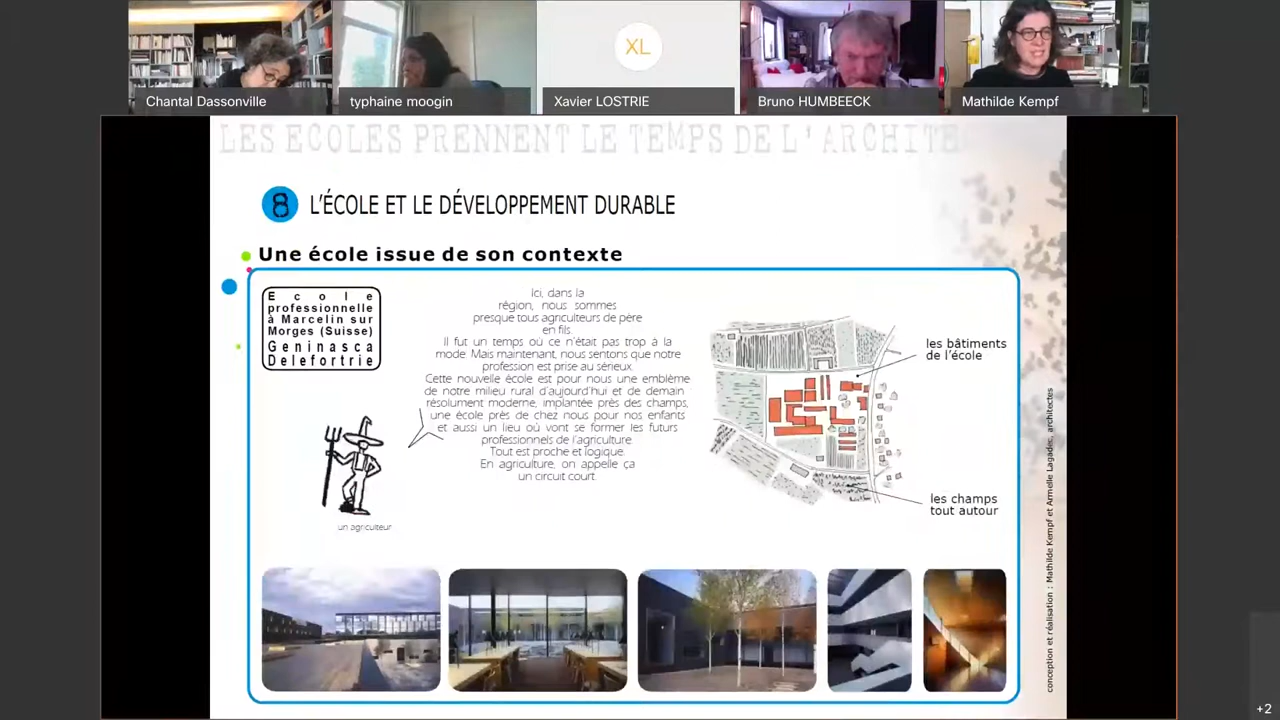 XL
Chantal Dassonville
typhaine moogin
Xavier LOSTRIE
Bruno HUMBEECK
Mathilde Kempf
LES ECOLES PRENNENT LE TEMPS DE L'ARCHITE
8 L'ÉCOLE ET LE DÉVELOPPEMENT DURABLE
Une école issue de son contexte
Ecole
professionnelle
à Marcelin sur
Morges (Suisse)
Geninasca
Delefortrie
Ici, dans la
région, nous sommes
presque tous agriculteurs de père
en fils.
Il fut un temps où ce n'était pas trop à la
mode. Mais maintenant, nous sentons que notre
profession est prise au sérieux.
Cette nouvelle école est pour nous une emblème
de notre milieu rural d'aujourd'hui et de demain :
résolument moderne, implantée près des champs,
une école près de chez nous pour nos enfants
et aussi un lieu où vont se former les futurs
professionnels de l'agriculture.
Tout est proche et logique.
En agriculture, on appelle ça
un circuit court.
un agriculteur
les bâtiments
de l'école
les champs
tout autour
conception et réalisation : Mathilde Kempf et Armelle Lagadec, architectes
+2